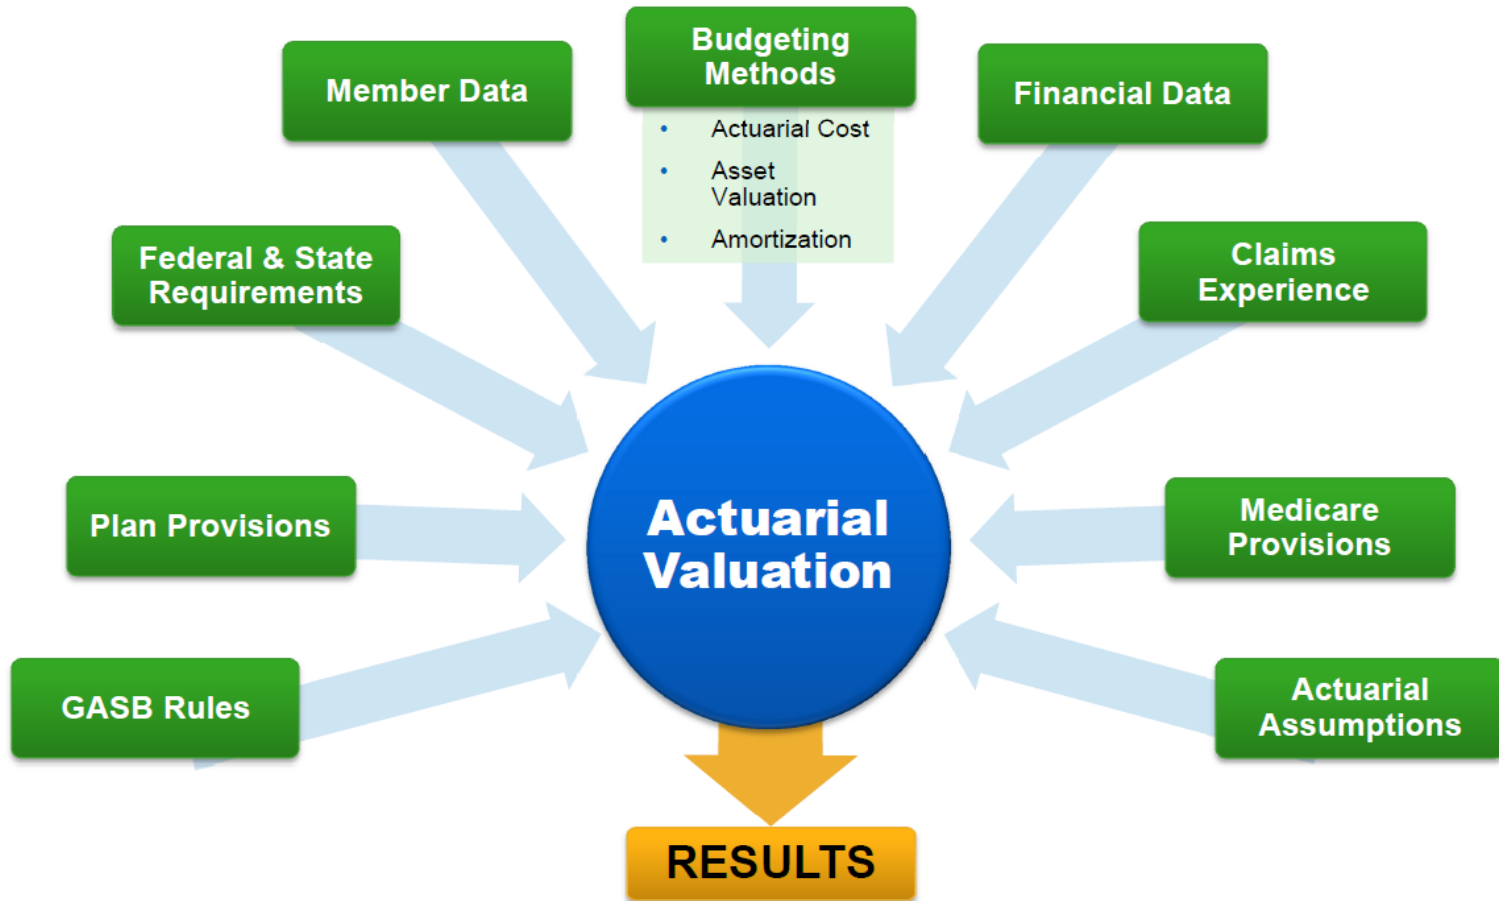 Budgeting
Methods
Member Data
Financial Data
• Actuarial Cost
• Asset
Valuation
• Amortization
Federal & State
Requirements
Claims
Experience
Plan Provisions
Actuarial
Valuation
Medicare
Provisions
GASB Rules
Actuarial
Assumptions
RESULTS